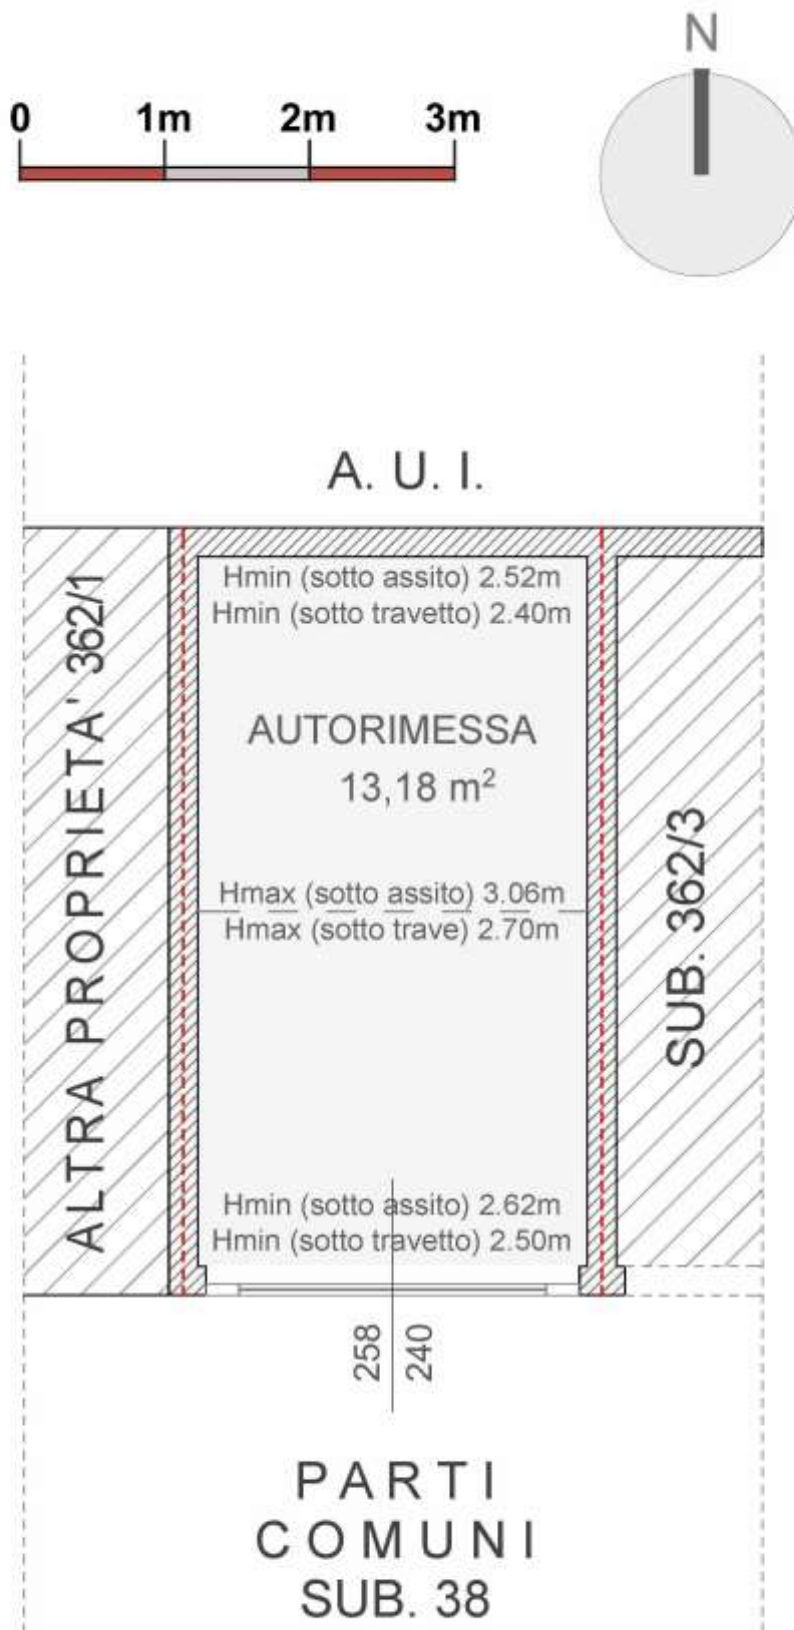 N
0 1m 2m 3m
A. U. I.
Hmin (sotto assito) 2.52m
Hmin (sotto travetto) 2.40m
ALTRA PROPRIETA' 362/1
AUTORIMESSA
13,18 m²
SUB. 362/3
Hmax (sotto assito) 3.06m
Hmax (sotto trave) 2.70m
Hmin (sotto assito) 2.62m
Hmin (sotto travetto) 2.50m
258
240
PARTI
COMUNI
SUB. 38